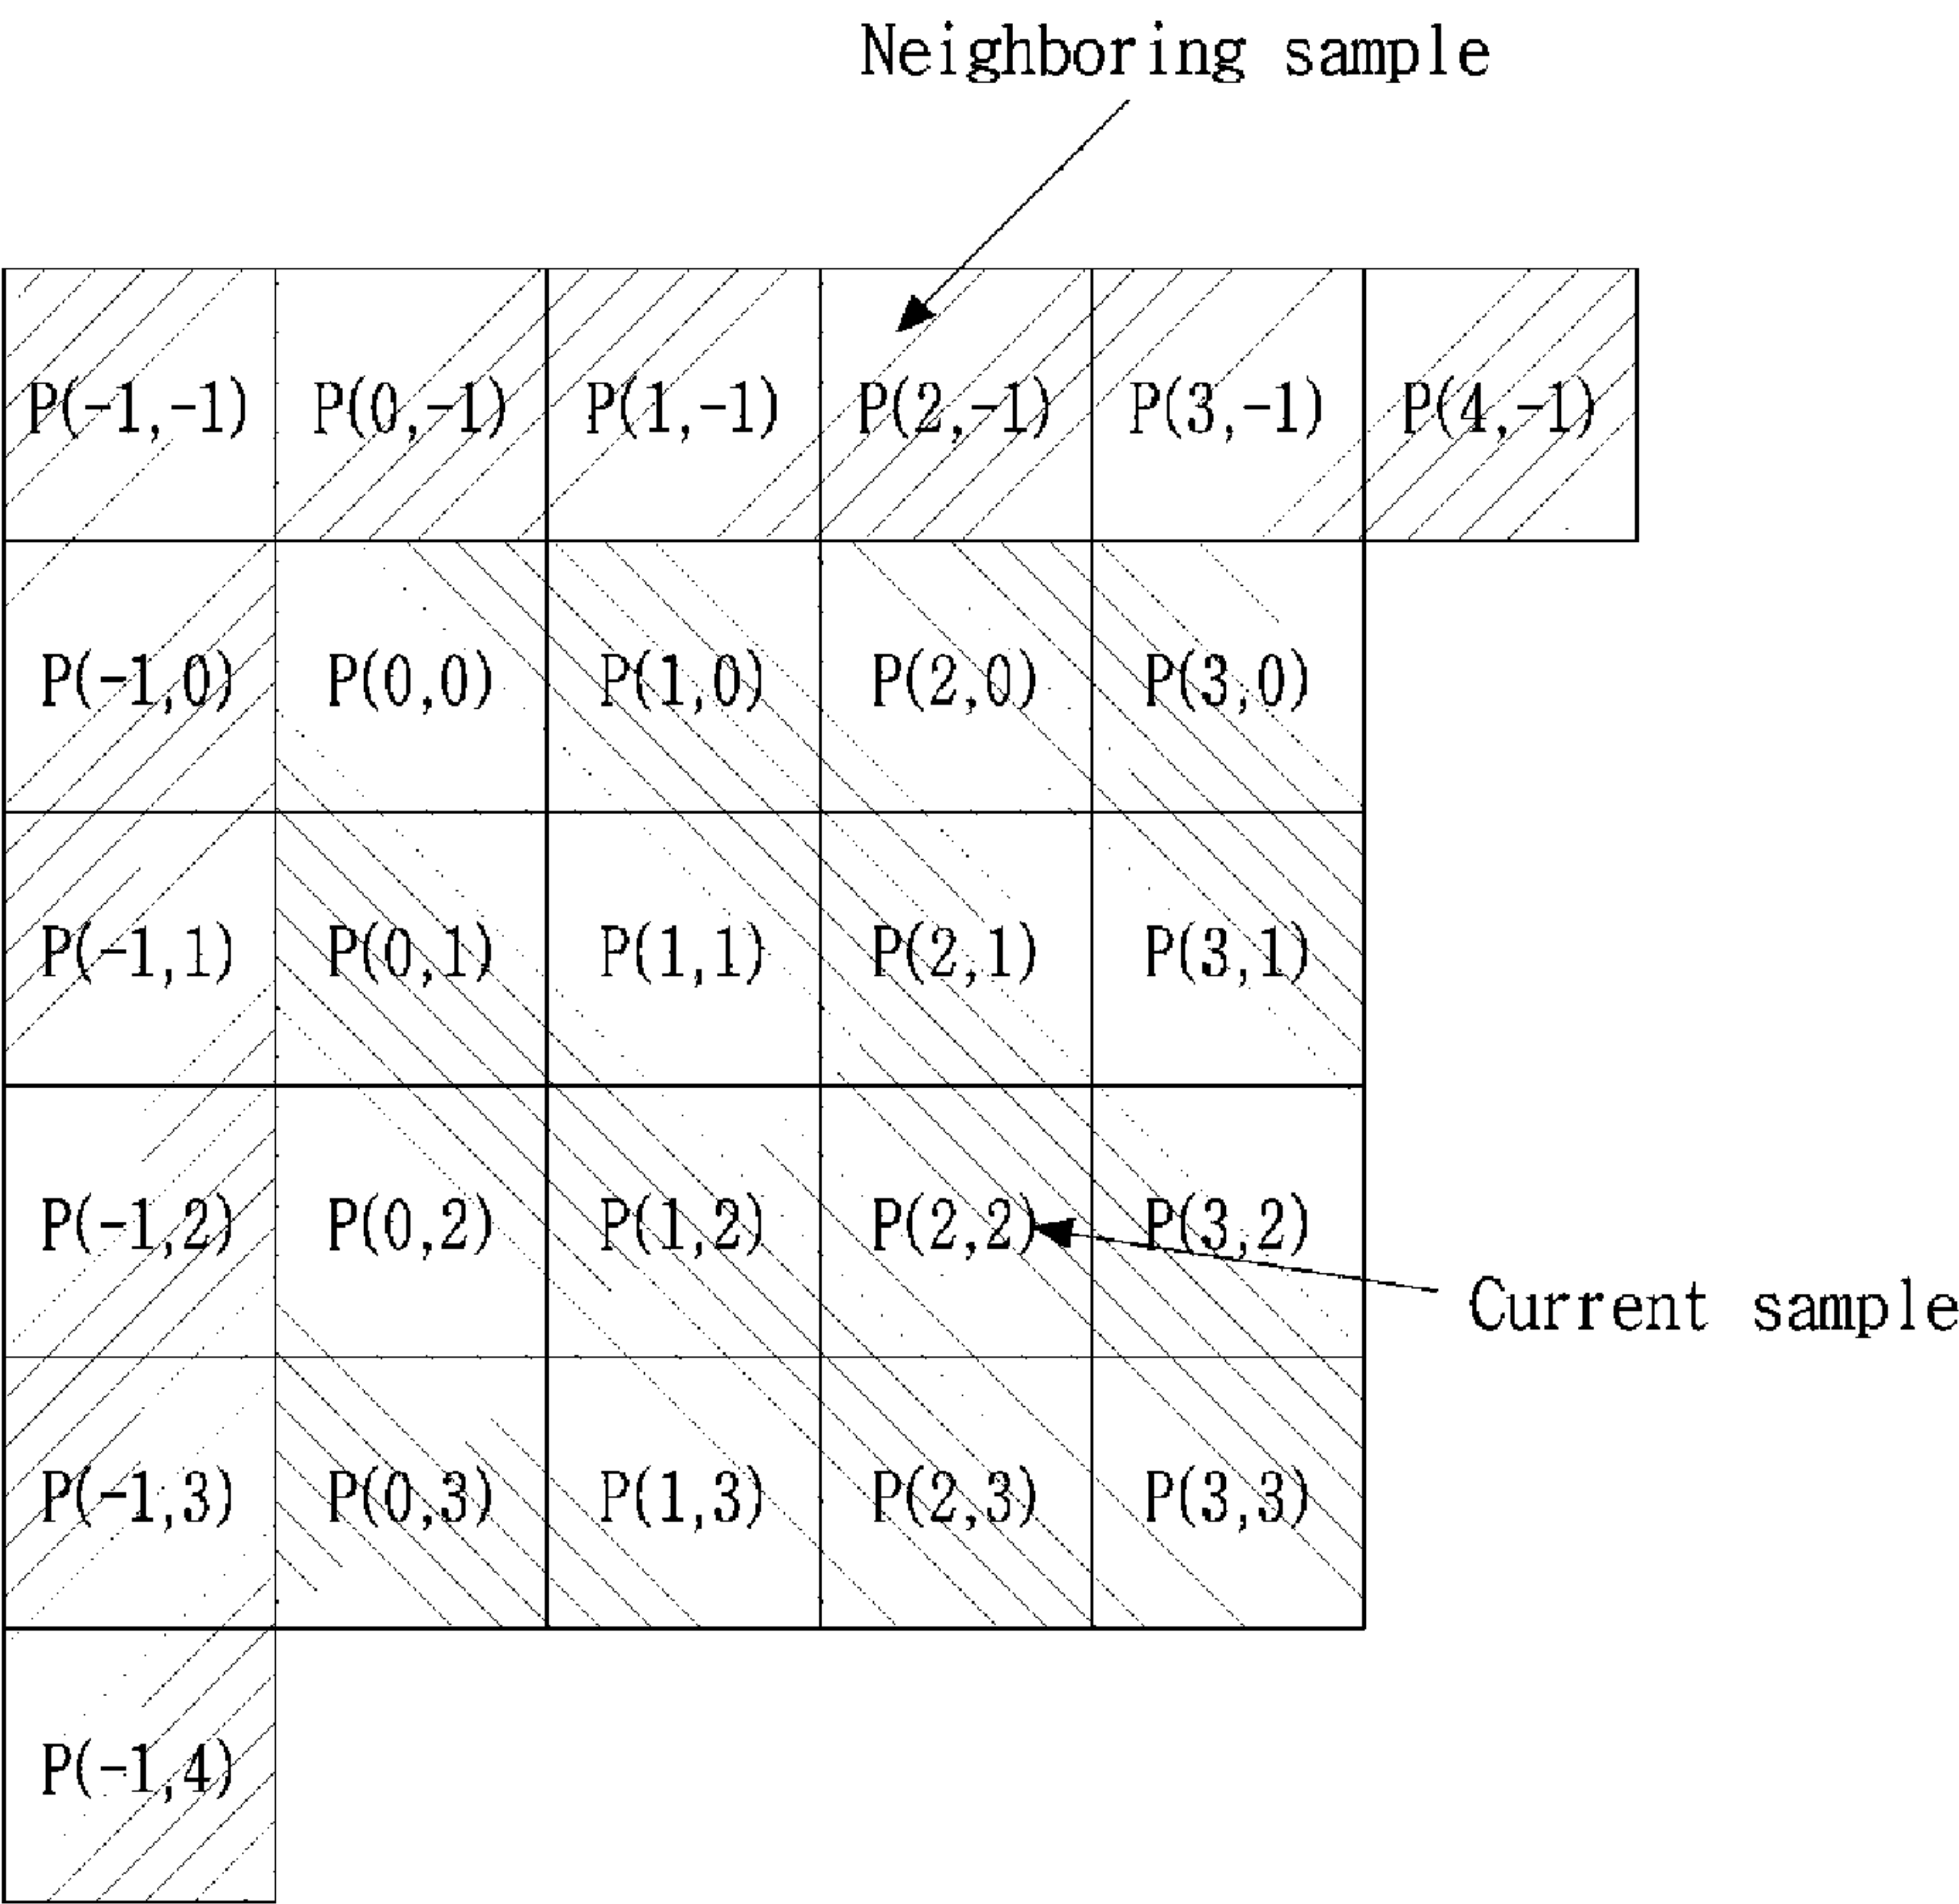 Neighboring sample
P(-1,-1) P(0,-1) P(1,-1) P(2,-1) P(3,-1) P(4,-1)
P(-1,0) P(0,0) P(1,0) P(2,0) P(3,0)
P(-1,1) P(0,1) P(1,1) P(2,1) P(3,1)
P(-1,2) P(0,2) P(1,2) P(2,2) P(3,2)
Current sample
P(-1,3) P(0,3) P(1,3) P(2,3) P(3,3)
P(-1,4)